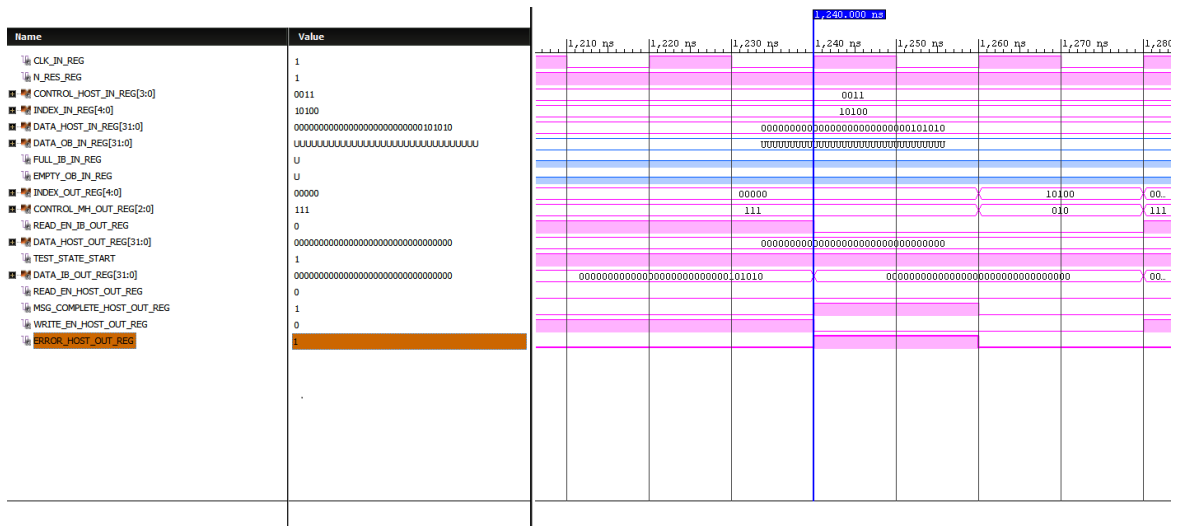 1,240.000 ns
Name Value
1,210 ns 1,220 ns 1,230 ns 1,240 ns 1,250 ns 1,260 ns 1,270 ns 1,280
CLK_IN_REG 1
N_RES_REG 1
CONTROL_HOST_IN_REG[3:0] 0011 0011
INDEX_IN_REG[4:0] 10100 10100
DATA_HOST_IN_REG[31:0] 00000000000000000000000000101010 00000000000000000000000000101010
DATA_OB_IN_REG[31:0] UUUUUUUUUUUUUUUUUUUUUUUUUUUUUUUU UUUUUUUUUUUUUUUUUUUUUUUUUUUUUUUU
FULL_IB_IN_REG U
EMPTY_OB_IN_REG U
INDEX_OUT_REG[4:0] 00000 00000 10100 00..
CONTROL_MH_OUT_REG[2:0] 111 111 010 111
READ_EN_IB_OUT_REG 0
DATA_HOST_OUT_REG[31:0] 00000000000000000000000000000000 00000000000000000000000000000000
TEST_STATE_START 1
DATA_IB_OUT_REG[31:0] 00000000000000000000000000000000 00000000000000000000000000101010 00000000000000000000000000000000 00..
READ_EN_HOST_OUT_REG 0
MSG_COMPLETE_HOST_OUT_REG 1
WRITE_EN_HOST_OUT_REG 0
ERROR_HOST_OUT_REG 1